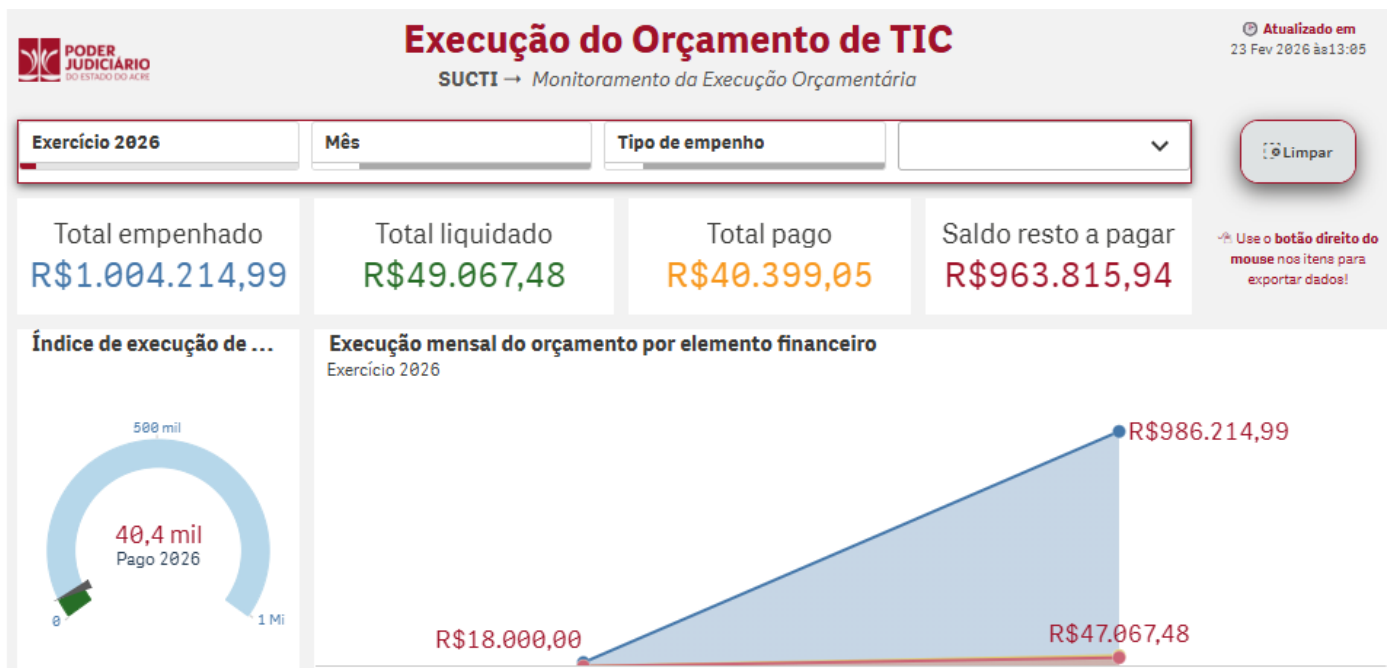 PODER
JUDICIÁRIO
DO ESTADO DO ACRE
Execução do Orçamento de TIC
SUCTI → Monitoramento da Execução Orçamentária
Atualizado em
23 Fev 2026 às13:05
Exercício 2026
Mês
Tipo de empenho
Limpar
Total empenhado
R$1.004.214,99
Total liquidado
R$49.067,48
Total pago
R$40.399,05
Saldo resto a pagar
R$963.815,94
Use o botão direito do
mouse nos itens para
exportar dados!
Índice de execução de ...
500 mil
40,4 mil
Pago 2026
0
1 Mi
Execução mensal do orçamento por elemento financeiro
Exercício 2026
R$986.214,99
R$18.000,00
R$47.067,48